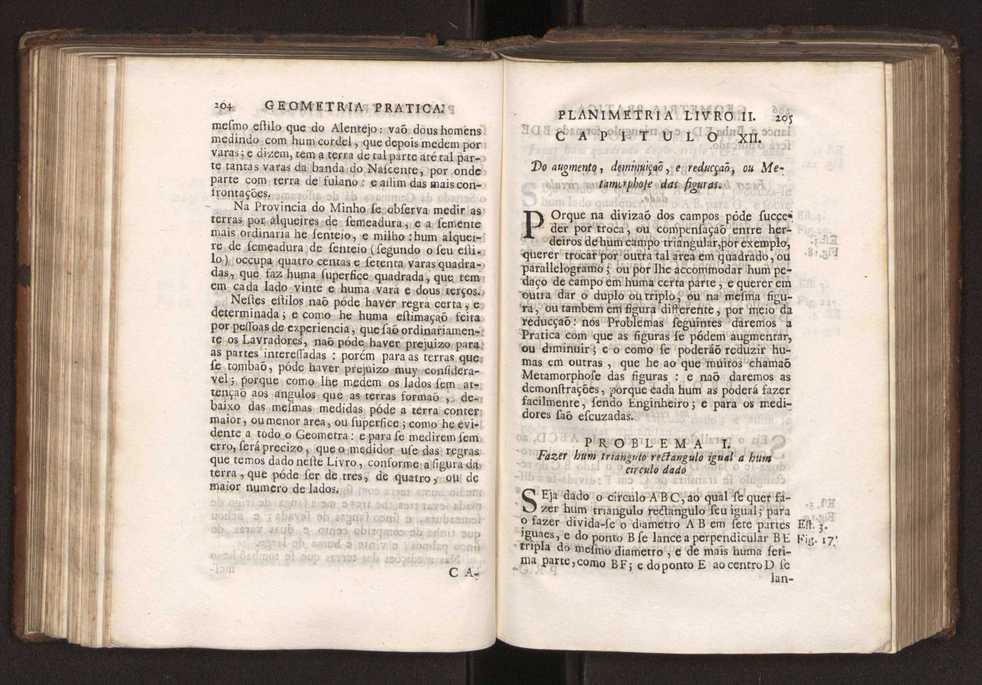 204 GEOMETRIA PRATICA.
meſmo eſtilo que do Alentejo: vaõ dous homens
medindo com hum cordel, que depois medem por
varas; e dizem, tem a terra de tal parte até tal par-
te tantas varas da banda do Naſcente, por onde
parte com terra de fulano: e aſſim das mais con-
frontações.
Na Provincia do Minho ſe obſerva medir as
terras por alqueires de ſemeadura, e a ſemente
mais ordinaria he ſenteio, e milho: hum alquei-
re de ſemeadura de ſenteio (ſegundo o ſeu eſti-
lo) occupa quatro centas e ſetenta varas quadra-
das, que faz huma ſuperfice quadrada, que tem
em cada lado vinte e huma vara e dous terços.
Neſtes eſtilos naõ póde haver regra certa, e
determinada; e como he huma eſtimaçaõ feita
por peſſoas de experiencia, que ſaõ ordinariamen-
te os Lavradores, naõ póde haver prejuizo para
as partes intereſſadas: porém para as terras que
ſe tombaõ, póde haver prejuizo muy conſidera-
vel; porque como lhe medem os lados ſem at-
tençaõ aos angulos que as terras formaõ, de-
baixo das meſmas medidas póde a terra conter
maior, ou menor area, ou ſuperfice; como he evi-
dente a todo o Geometra: e para ſe medirem ſem
erro, ſerá precizo, que o medidor uſe das regras
que temos dado neſte Livro, conforme a figura da
terra, que póde ſer de tres, de quatro, ou de
maior numero de lados.
C A-
PLANIMETRIA LIVRO II. 205
CAPITULO XII.
Do augmento, deminuiçaõ, e reducçaõ, ou Me-
tamorphoſe das figuras.
POrque na divizaõ dos campos póde ſucce-
der por troca, ou compenſaçaõ entre her-
deiros de hum campo triangular, por exemplo,
querer trocar por outra tal area em quadrado, ou
parallelogramo; ou por lhe accommodar hum pe-
daço de campo em huma certa parte, e querer em
outra dar o duplo ou triplo, ou na meſma figu-
ra, ou tambem em figura differente, por meio da
reducçaõ: nos Problemas ſeguintes daremos a
Pratica com que as figuras ſe pódem augmentar,
ou diminuir; e o como ſe poderáõ reduzir hu-
mas em outras, que he ao que muitos chamaõ
Metamorphoſe das figuras: e naõ daremos as
demonſtrações, porque cada hum as poderá fazer
facilmente, ſendo Enginheiro; e para os medi-
dores ſaõ eſcuzadas.
PROBLEMA I.
Fazer hum triangulo rectangulo igual a hum
circulo dado
SEja dado o circulo A B C, ao qual ſe quer fa-
zer hum triangulo rectangulo ſeu igual; para
o fazer divida-ſe o diametro A B em ſete partes
Eſt. 3.
iguaes, e do ponto B ſe lance a perpendicular B E
Fig. 17.
tripla do meſmo diametro, e de mais huma ſeti-
ma parte, como B F; e do ponto E ao centro D ſe
lan-